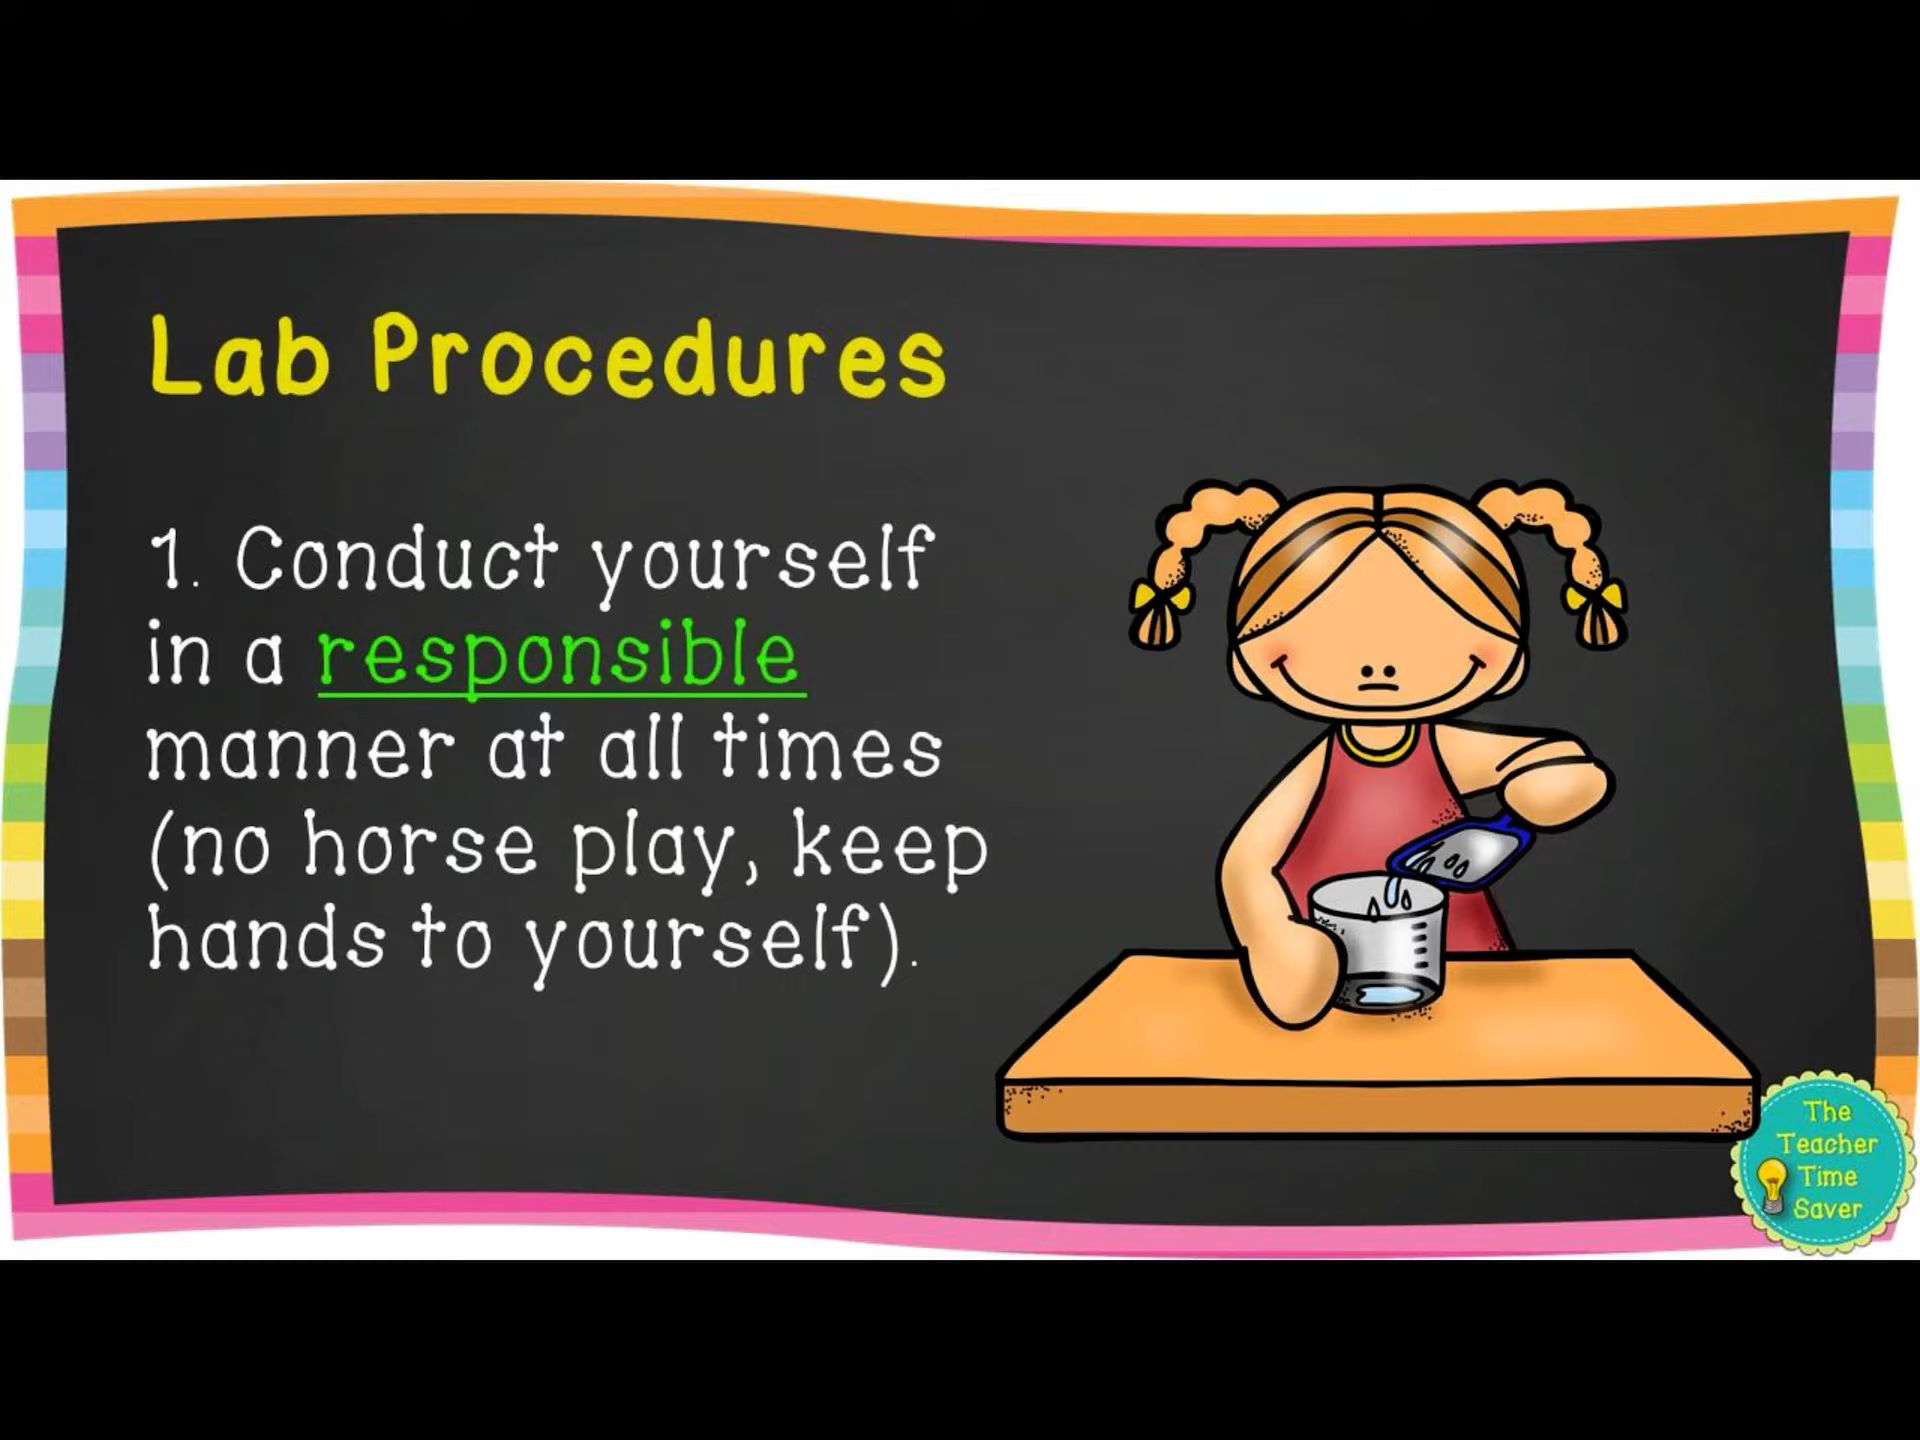 Lab Procedures
1. Conduct yourself
in a responsible
manner at all times
(no horse play, keep
hands to yourself).
The
Teacher
Time
Saver